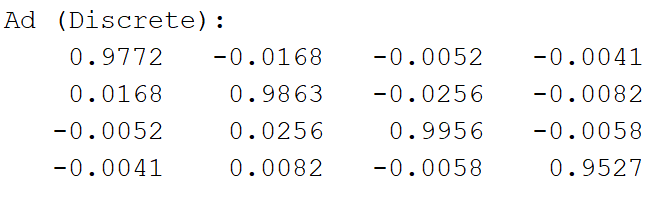 Ad (Discrete):
0.9772 -0.0168 -0.0052 -0.0041
0.0168 0.9863 -0.0256 -0.0082
-0.0052 0.0256 0.9956 -0.0058
-0.0041 0.0082 -0.0058 0.9527